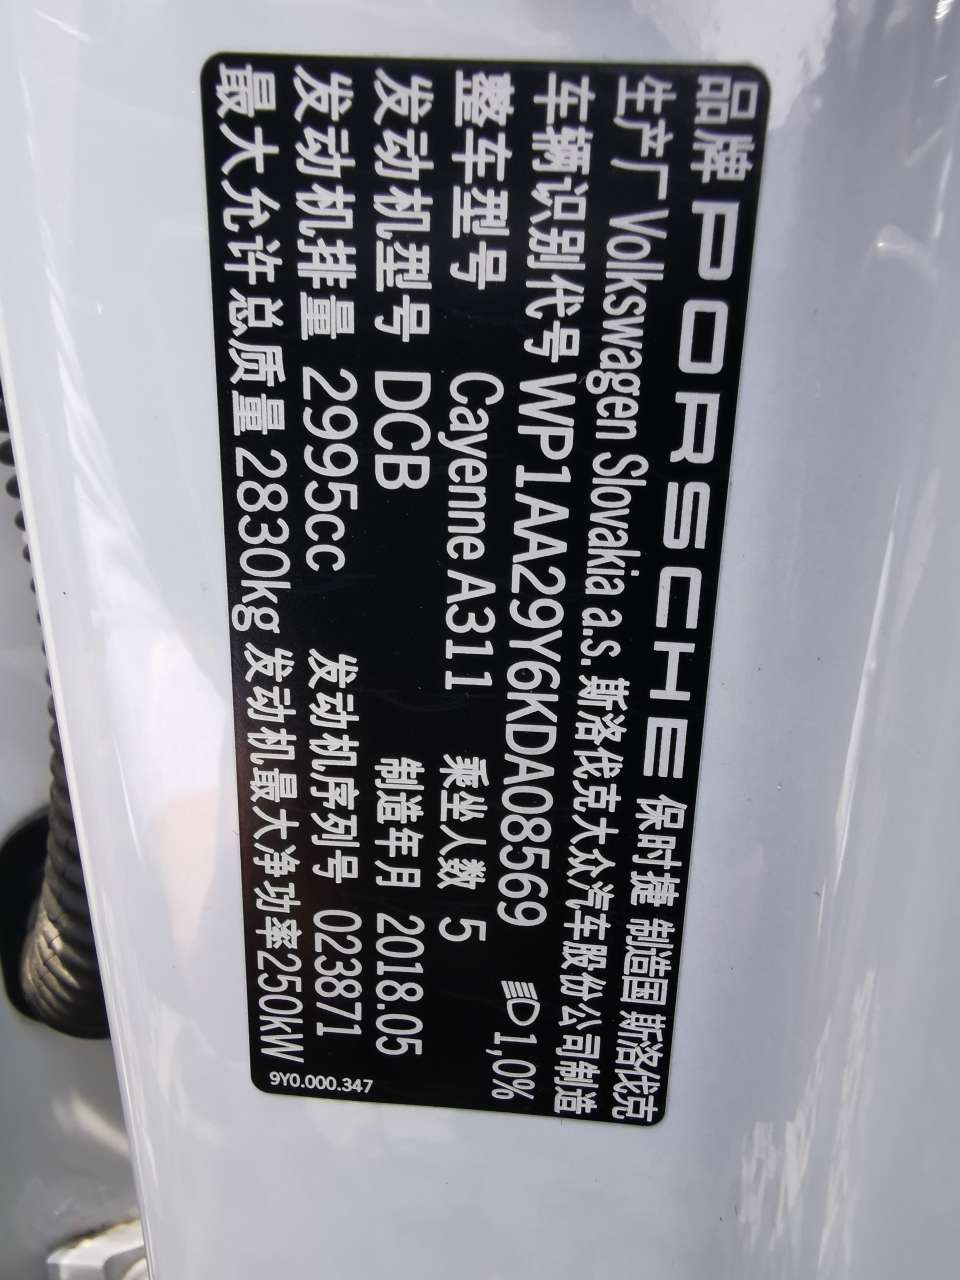 品牌 PORSCHE 保时捷 制造国 斯洛伐克
生产厂 Volkswagen Slovakia a.s. 斯洛伐克大众汽车股份公司制造
车辆识别代号 WP1AA29Y6KDA08569 1,0%
整车型号 Cayenne A311 乘坐人数 5
发动机型号 DCB 制造年月 2018.05
发动机排量 2995cc 发动机序列号 023871
最大允许总质量 2830kg 发动机最大净功率250kW
9Y0.000.347